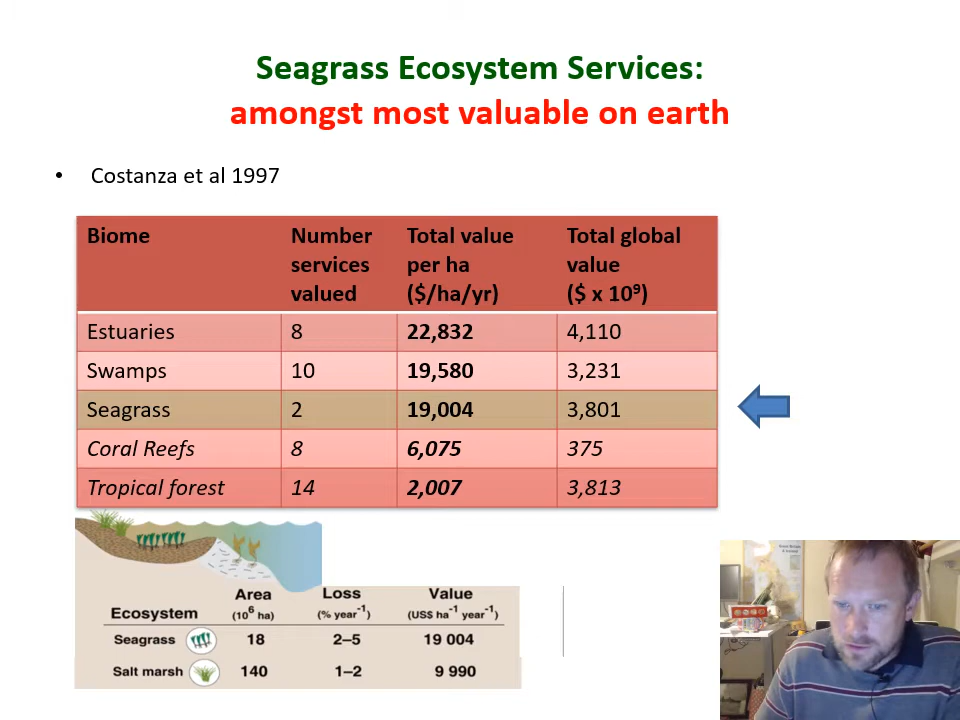 Seagrass Ecosystem Services:
amongst most valuable on earth
• Costanza et al 1997
Biome Number services valued Total value per ha ($/ha/yr) Total global value ($ x 10⁹)
Estuaries 8 22,832 4,110
Swamps 10 19,580 3,231
Seagrass 2 19,004 3,801
Coral Reefs 8 6,075 375
Tropical forest 14 2,007 3,813
Ecosystem Area (10⁶ ha) Loss (% year⁻¹) Value (US$ ha⁻¹ year⁻¹)
Seagrass 18 2–5 19 004
Salt marsh 140 1–2 9 990